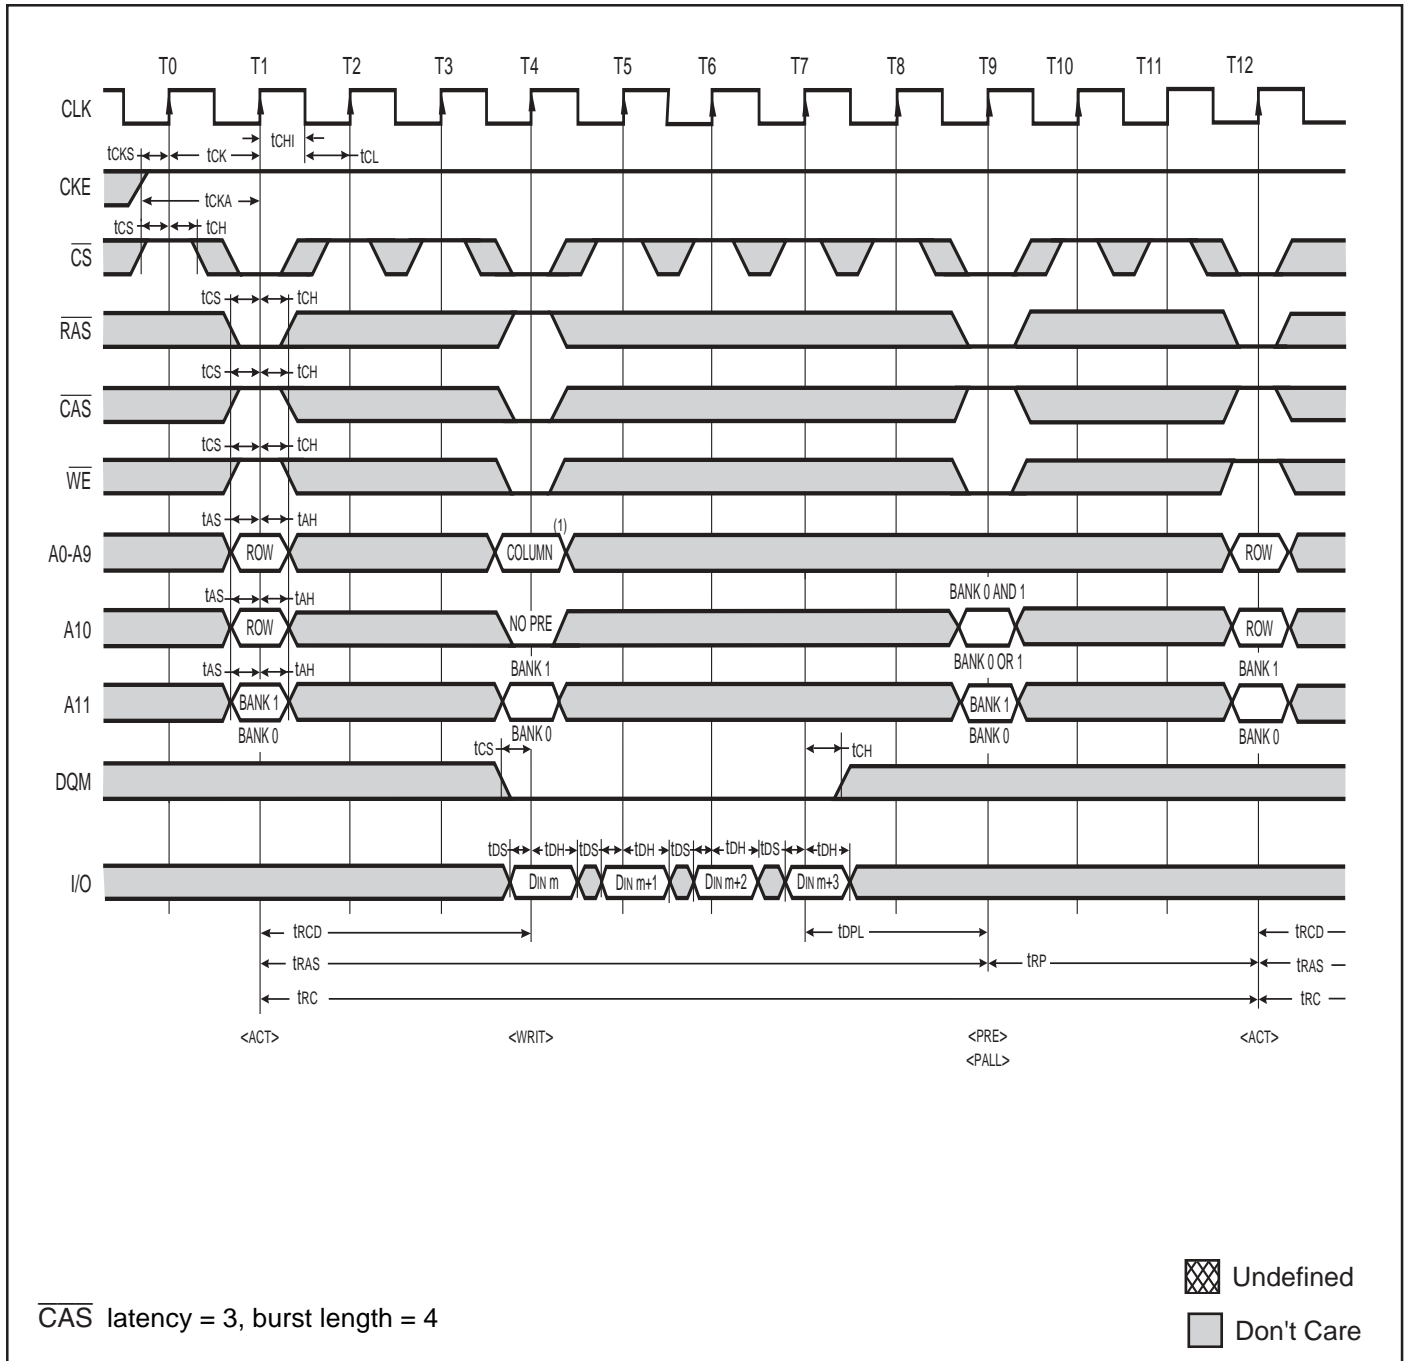 T0 T1 T2 T3 T4 T5 T6 T7 T8 T9 T10 T11 T12
CLK
tCHI
tCKS tCK tCL
CKE
tCKA
tCS tCH
CS
tCS tCH
RAS
tCS tCH
CAS
tCS tCH
WE
tAS tAH (1)
A0-A9 ROW COLUMN ROW
tAS tAH BANK 0 AND 1
A10 ROW NO PRE ROW
tAS tAH BANK 1 BANK 0 OR 1 BANK 1
A11 BANK 1 BANK 1
BANK 0 BANK 0 BANK 0 BANK 0
tCS tCH
DQM
tDS tDH tDS tDH tDS tDH tDS tDH
I/O DIN m DIN m+1 DIN m+2 DIN m+3
tRCD tDPL tRCD
tRAS tRP tRAS
tRC tRC
<ACT> <WRIT> <PRE> <ACT>
<PALL>
Undefined
CAS latency = 3, burst length = 4
Don't Care